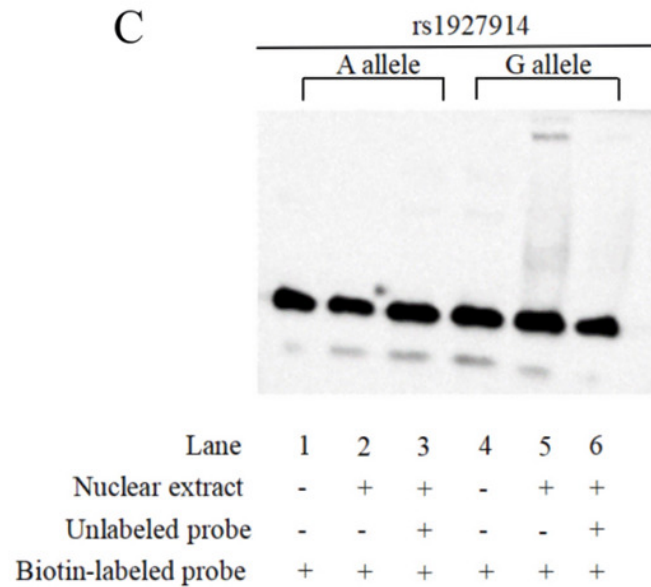 C
rs1927914
A allele G allele
Lane 1 2 3 4 5 6
Nuclear extract - + + - + +
Unlabeled probe - - + - - +
Biotin-labeled probe + + + + + +